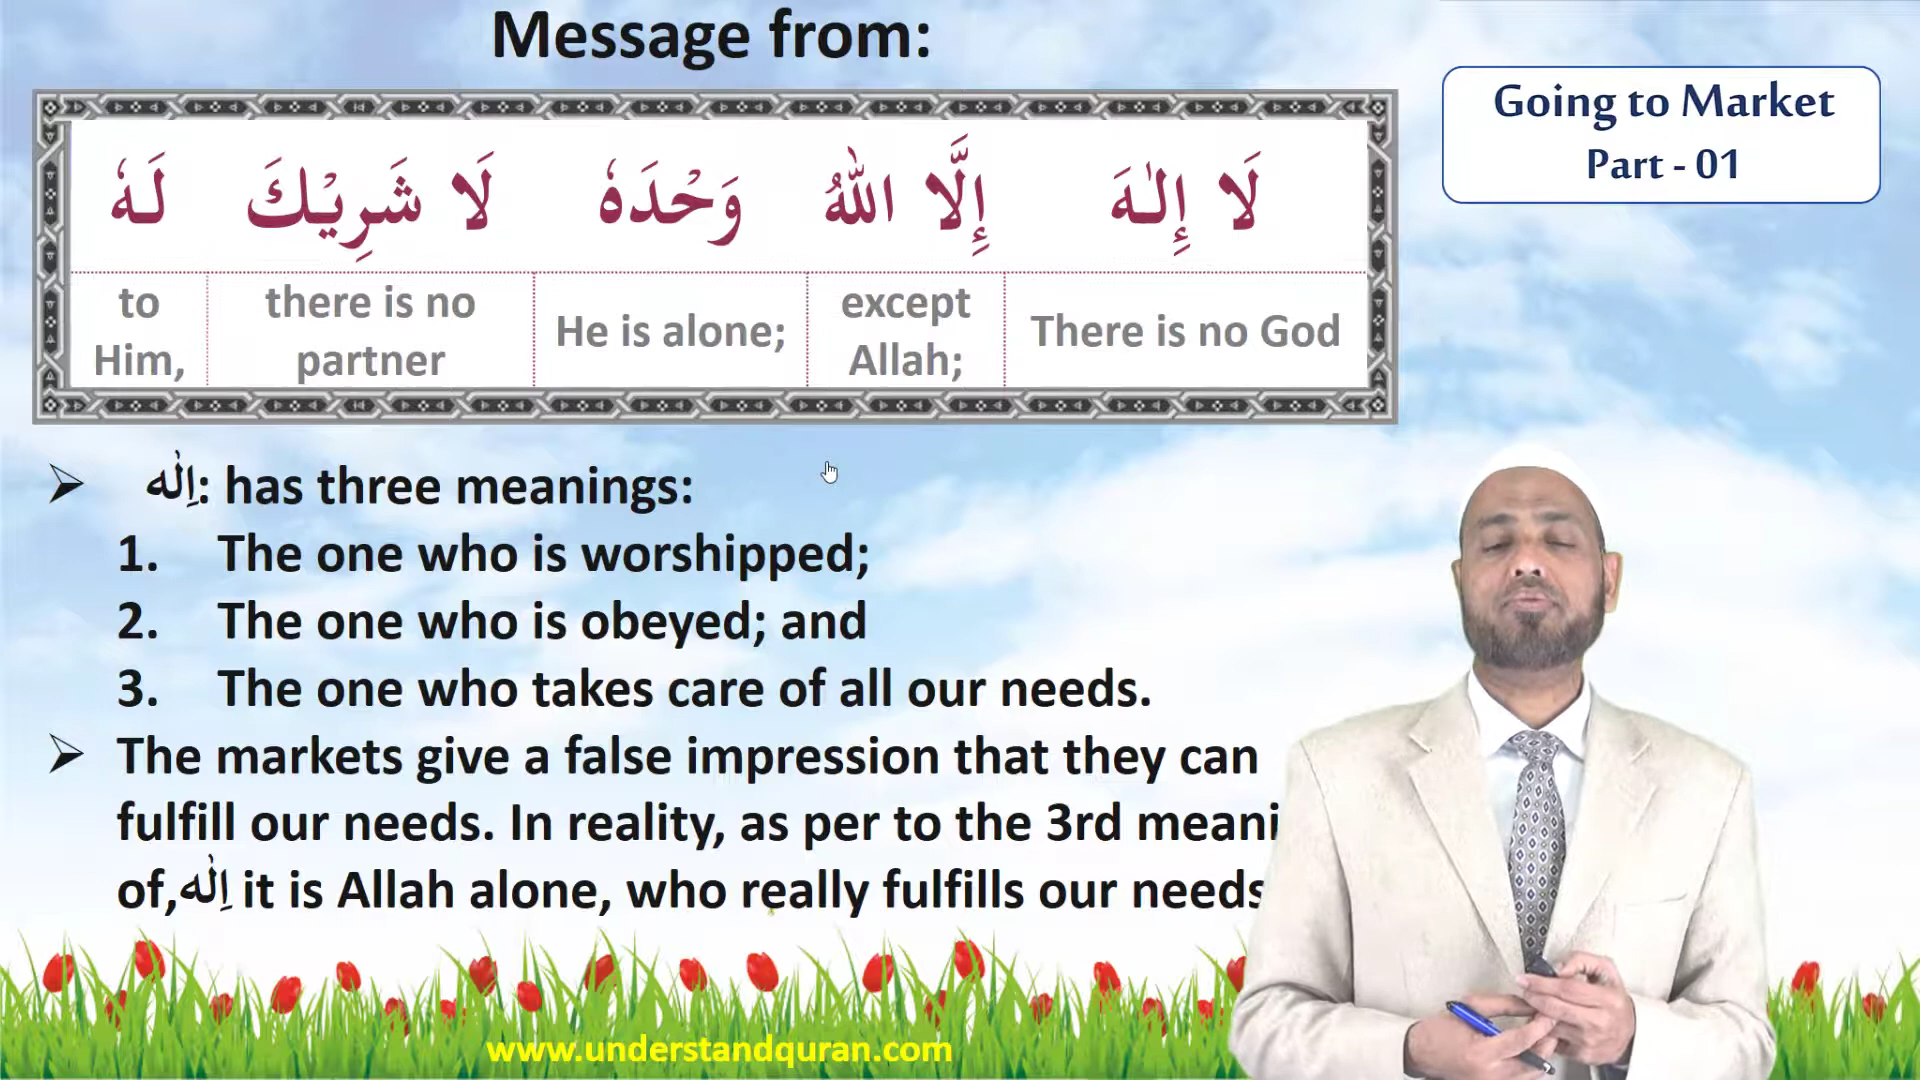 Message from:
Going to Market
Part - 01
لَا إِلٰهَ إِلَّا اللّٰهُ وَحْدَهٗ لَا شَرِيْكَ لَهٗ
There is no God
except
Allah;
He is alone;
there is no
partner
to
Him,
اِلٰه: has three meanings:
1. The one who is worshipped;
2. The one who is obeyed; and
3. The one who takes care of all our needs.
The markets give a false impression that they can
fulfill our needs. In reality, as per to the 3rd meani
of,اِلٰه it is Allah alone, who really fulfills our needs
www.understandquran.com